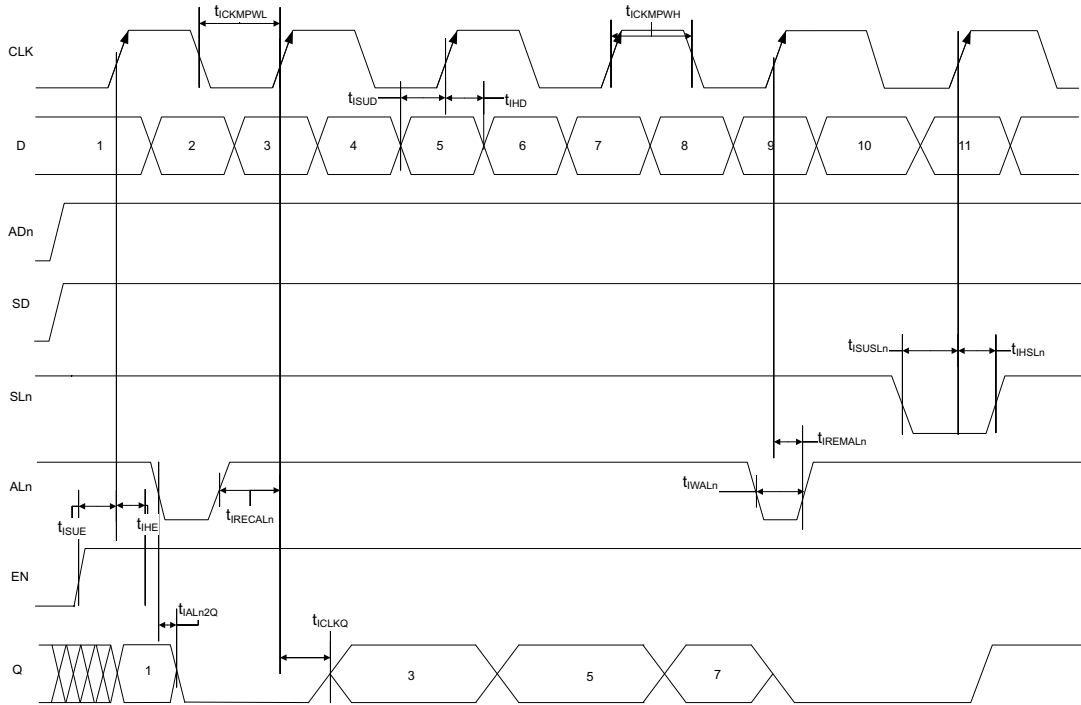 tICKMPWL
tICKMPWH
CLK
tISUD
tIHD
D
1 2 3 4 5 6 7 8 9 10 11
ADn
SD
tISUSLn
tIHSLn
SLn
tIREMALn
ALn
tIWALn
tISUE
tIHE
tIRECALn
EN
tIALn2Q
tICLKQ
Q
1 3 5 7